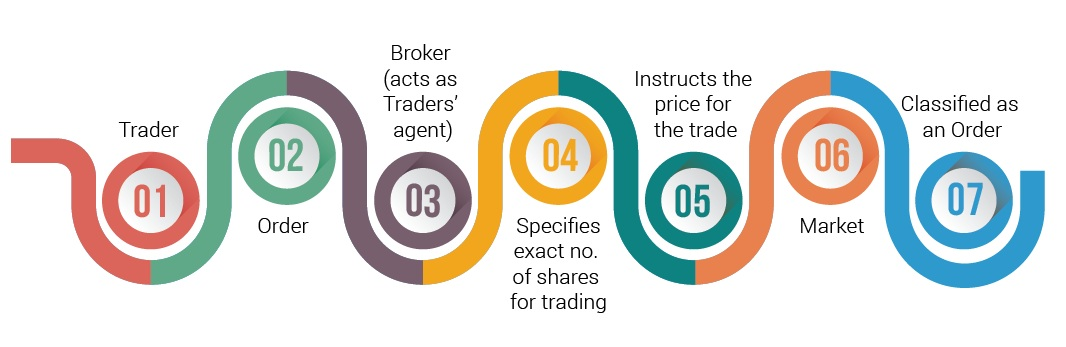 Trader
01
02
Order
Broker
(acts as
Traders’
agent)
03
04
Specifies
exact no.
of shares
for trading
Instructs the
price for
the trade
05
06
Market
Classified as
an Order
07